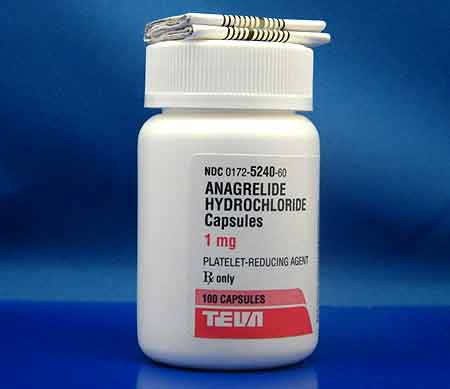 NDC 0172-5240-60
ANAGRELIDE
HYDROCHLORIDE
Capsules
1 mg
PLATELET-REDUCING AGENT
℞ only
100 CAPSULES
TEVA